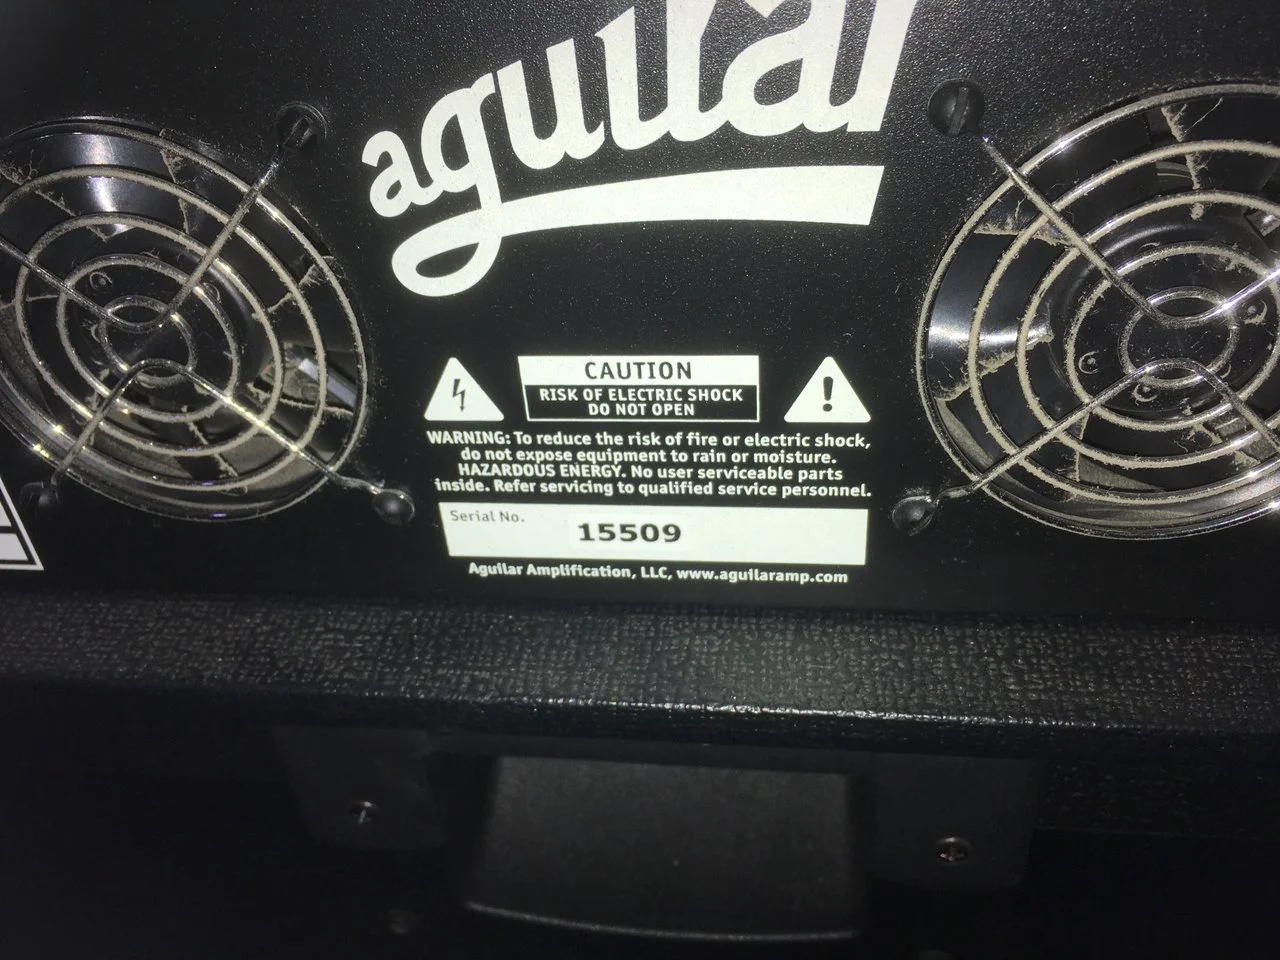 aguilar
CAUTION
RISK OF ELECTRIC SHOCK
DO NOT OPEN
WARNING: To reduce the risk of fire or electric shock,
do not expose equipment to rain or moisture.
HAZARDOUS ENERGY. No user serviceable parts
inside. Refer servicing to qualified service personnel.
Serial No.
15509
Aguilar Amplification, LLC, www.aguilaramp.com